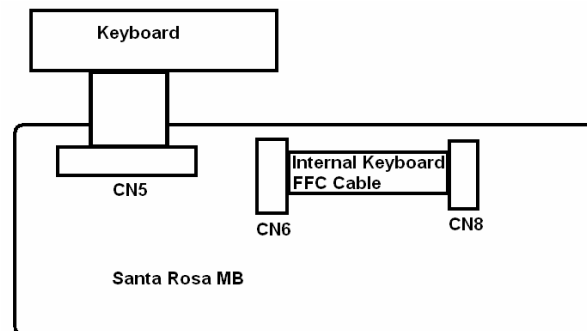 Keyboard
Internal Keyboard
FFC Cable
CN5
CN6
CN8
Santa Rosa MB